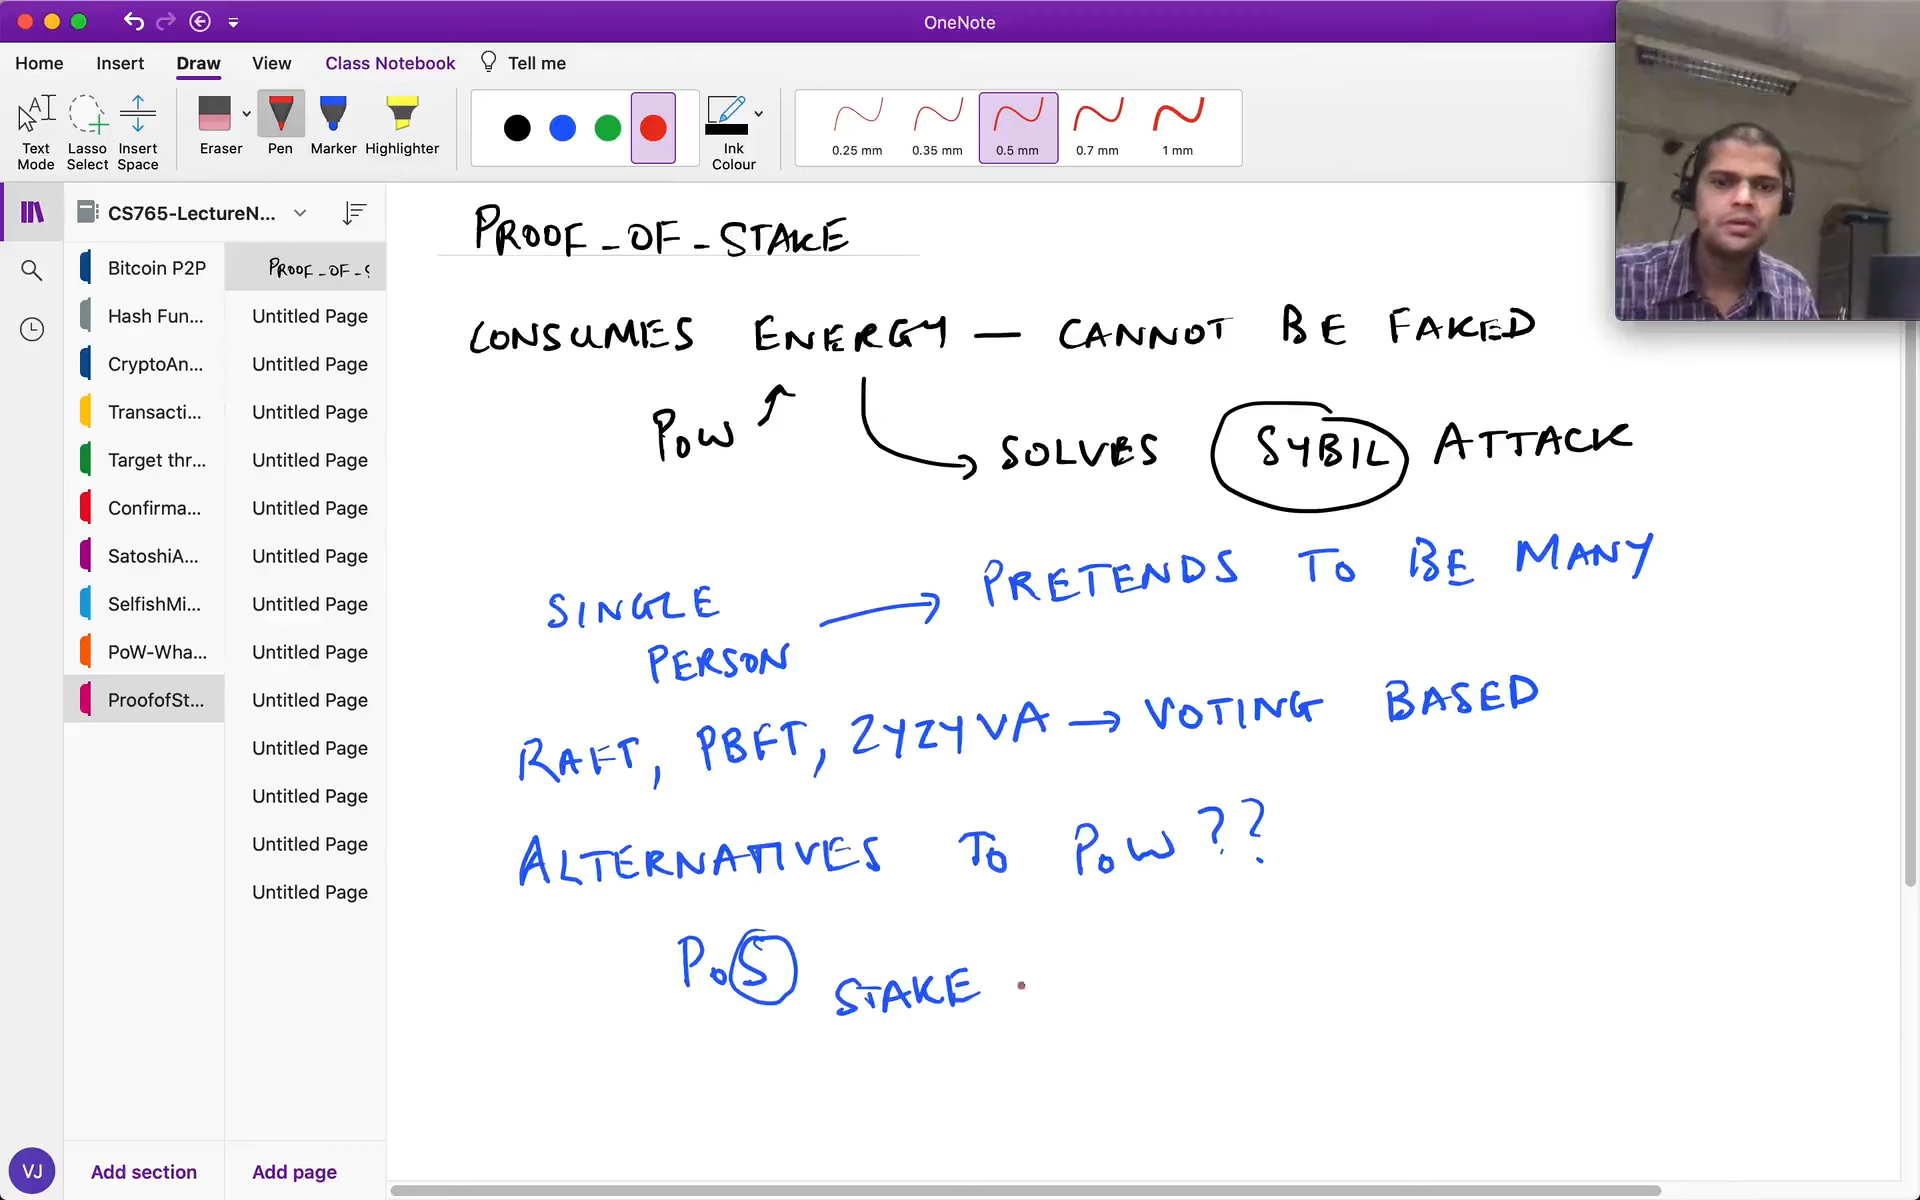 OneNote
Home Insert Draw View Class Notebook Tell me
Text Mode
Lasso Select
Insert Space
Eraser
Pen
Marker
Highlighter
Ink Colour
0.25 mm
0.35 mm
0.5 mm
0.7 mm
1 mm
CS765-LectureN...
Bitcoin P2P
Hash Fun...
CryptoAn...
Transacti...
Target thr...
Confirma...
SatoshiA...
SelfishMi...
PoW-Wha...
ProofofSt...
PROOF_OF_S
Untitled Page
Untitled Page
Untitled Page
Untitled Page
Untitled Page
Untitled Page
Untitled Page
Untitled Page
Untitled Page
Untitled Page
Untitled Page
Untitled Page
Untitled Page
PROOF_OF_STAKE
CONSUMES ENERGY — CANNOT BE FAKED
PoW
SOLVES SYBIL ATTACK
SINGLE PERSON → PRETENDS TO BE MANY
RAFT, PBFT, ZYZYVA → VOTING BASED
ALTERNATIVES TO PoW ??
PoS STAKE
VJ
Add section
Add page